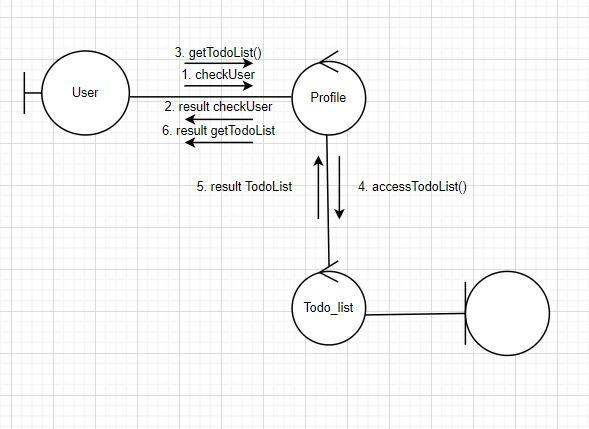 3. getTodoList()
1. checkUser
User
Profile
2. result checkUser
6. result getTodoList
5. result TodoList
4. accessTodoList()
Todo_list